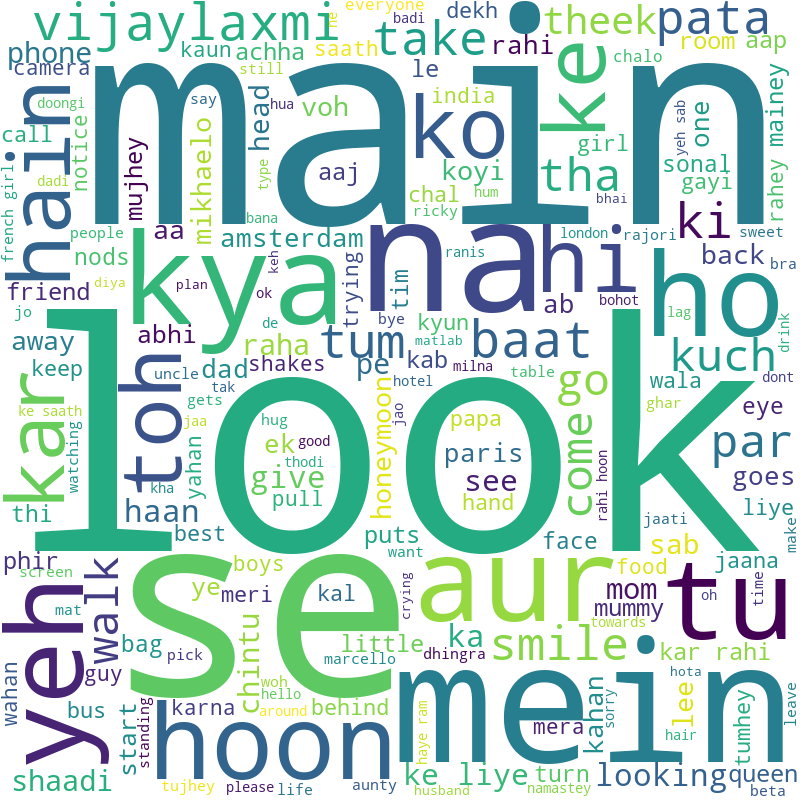 vijaylaxmi
take
theek
pata
dekh
everyone
badi
he
phone
kaun
achha
saath
rahi
room
aap
camera
main
le
ke
chalo
doongi
still
say
hua
head
voh
india
ko
one
yeh sab
rahey mainey
call
hain
notice
mujhey
mikhaelo
type
aaj
koyi
girl
sonal
tha
gayi
french girl
dadi
chal
hum
bhai
ricky
bana
people
aa
amsterdam
nahi
london
rajori
ki
sweet
nods
kya
keh
ranis
back
bra
diya
plan
ok
trying
tim
bohot
ho
lag
friend
ab
jo
de
bye
tum
kyun
matlab
baat
kuch
drink
away
abhi
raha
shakes
pe
kab
milna
table
dont
keep
kar
toh
uncle
dad
hotel
go
wala
ghar
look
ke saath
tak
gets
jaa
hug
good
honeymoon
jao
papa
come
eye
par
watching
yahan
ek
thodi
paris
give
see
rahi hoon
goes
thi
haan
kha
pull
hand
liye
best
puts
want
face
jaati
make
sab
jaana
phir
screen
walk
se
boys
ye
meri
kal
crying
aur
food
mom
mummy
oh
time
tu
yeh
mat
towards
bag
pick
chintu
little
ka
smile
kar rahi
guy
marcello
dhingra
mein
hota
wahan
bus
start
standing
karna
woh
hello
around
behind
haye ram
mera
kahan
sorry
lee
hair
tumhey
leave
hoon
shaadi
tujhey
please
life
aunty
ke liye
husband
turn
namastey
looking
queen
beta